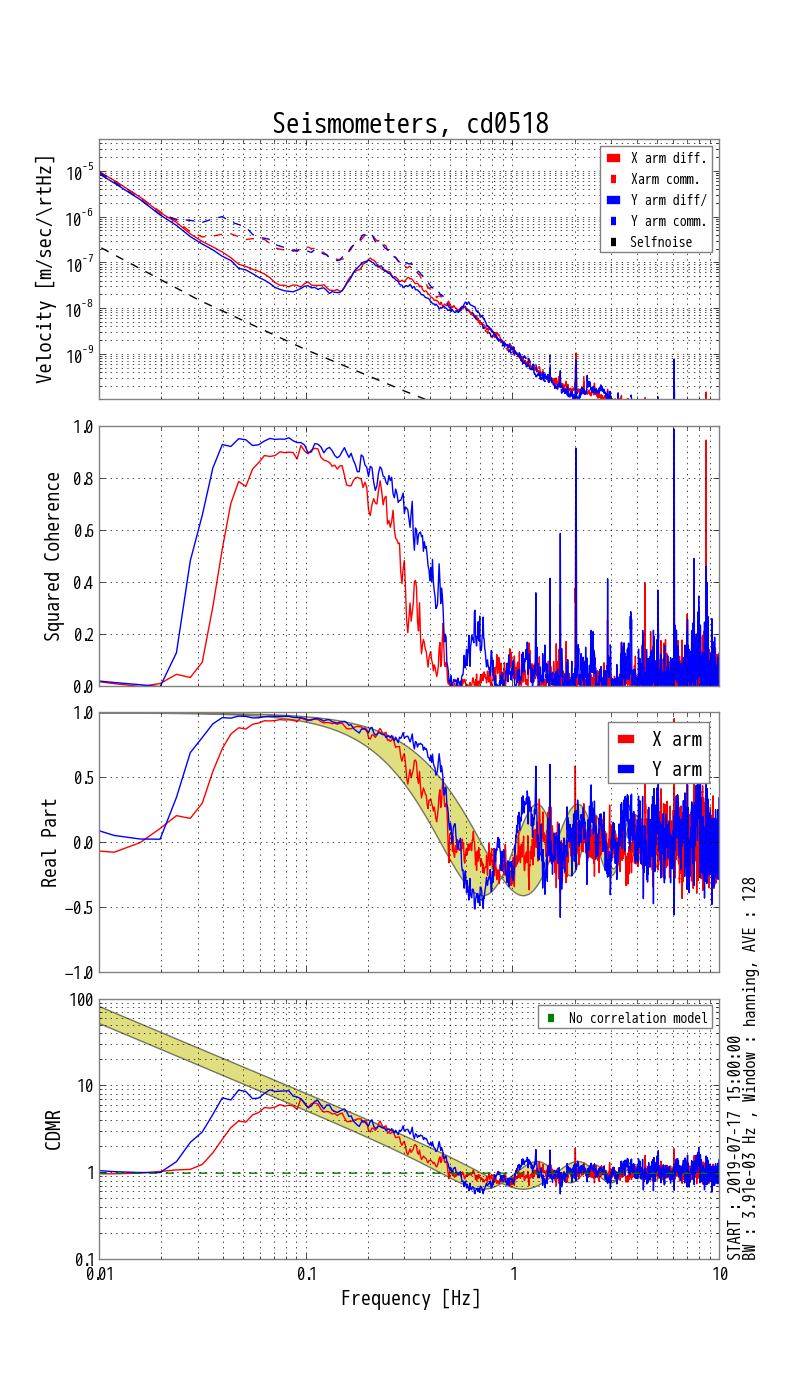 Seismometers, cd0518
Velocity [m/sec/\rtHz]
10^-5
10^-6
10^-7
10^-8
10^-9
X arm diff.
Xarm comm.
Y arm diff/
Y arm comm.
Selfnoise
Squared Coherence
1.0
0.8
0.6
0.4
0.2
0.0
Real Part
1.0
0.5
0.0
−0.5
−1.0
X arm
Y arm
CDMR
100
10
1
0.1
No correlation model
0.01 0.1 1 10
Frequency [Hz]
START : 2019-07-17 15:00:00
BW : 3.91e-03 Hz , Window : hanning, AVE : 128